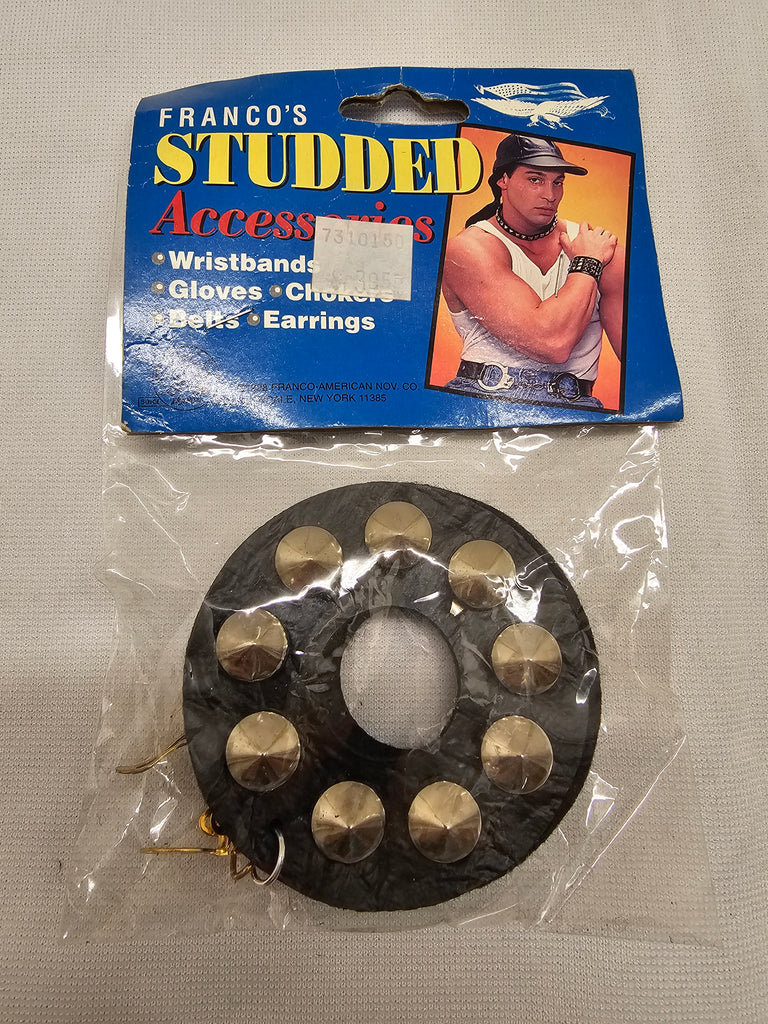 FRANCO'S
STUDDED
Accessories
7310150
• Wristbands
• Gloves • Chokers
• Belts • Earrings
FRANCO-AMERICAN NOV. CO.
NEW YORK 11385